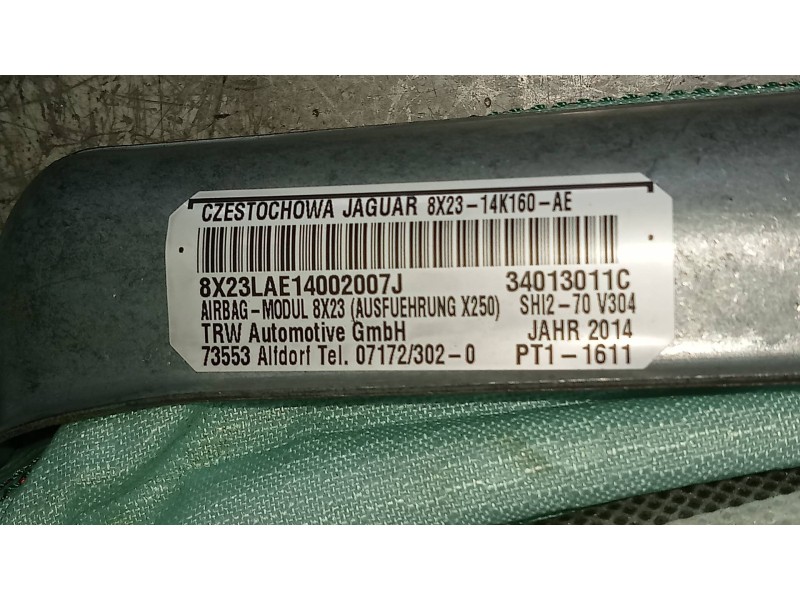 CZESTOCHOWA JAGUAR 8X23-14K160-AE
8X23LAE14002007J 34013011C
AIRBAG-MODUL 8X23 (AUSFUEHRUNG X250) SHI2-70 V304
TRW Automotive GmbH JAHR 2014
73553 Alfdorf Tel. 07172/302-0 PT1-1611